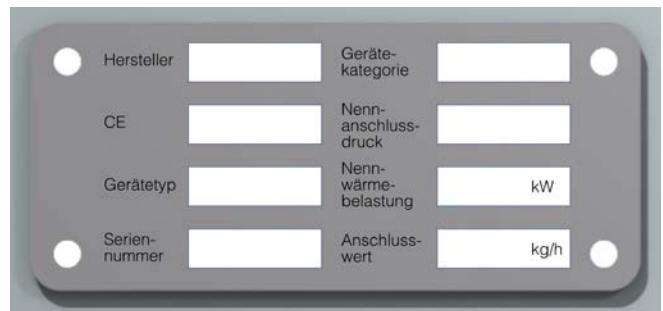 Hersteller
Geräte-
kategorie
CE
Nenn-
anschluss-
druck
Gerätetyp
Nenn-
wärme-
belastung
kW
Serien-
nummer
Anschluss-
wert
kg/h